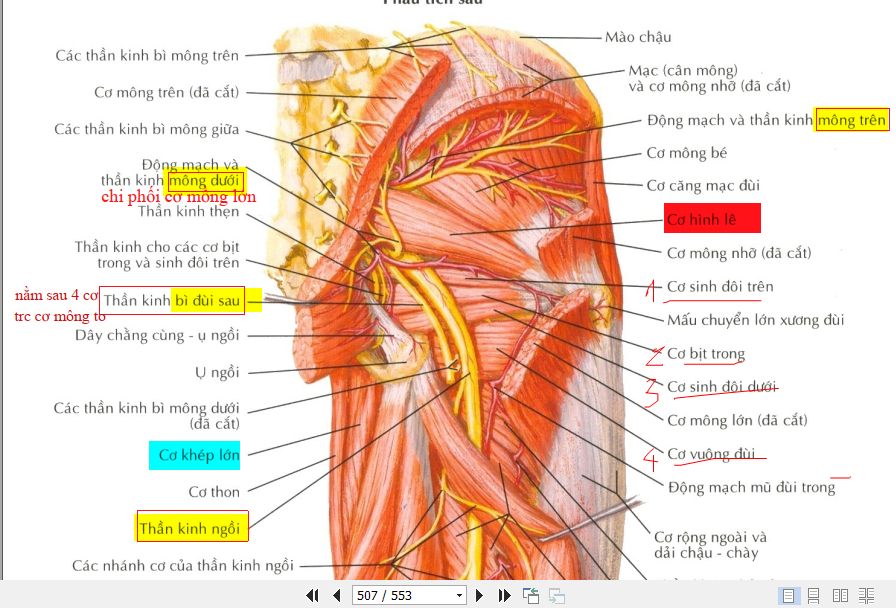 Các thần kinh bì mông trên
Cơ mông trên (đã cắt)
Các thần kinh bì mông giữa
Động mạch và
thần kinh mông dưới
chi phối cơ mông lớn
Thần kinh thẹn
Thần kinh cho các cơ bịt
trong và sinh đôi trên
nằm sau 4 cơ
trc cơ mông to
Thần kinh bì đùi sau
Dây chằng cùng - ụ ngồi
Ụ ngồi
Các thần kinh bì mông dưới
(đã cắt)
Cơ khép lớn
Cơ thon
Thần kinh ngồi
Các nhánh cơ của thần kinh ngồi
Mào chậu
Mạc (cân mông)
và cơ mông nhỡ (đã cắt)
Động mạch và thần kinh mông trên
Cơ mông bé
Cơ căng mạc đùi
Cơ hình lê
Cơ mông nhỡ (đã cắt)
1 Cơ sinh đôi trên
Mấu chuyển lớn xương đùi
2 Cơ bịt trong
3 Cơ sinh đôi dưới
Cơ mông lớn (đã cắt)
4 Cơ vuông đùi
Động mạch mũ đùi trong
Cơ rộng ngoài và
dải chậu - chày
507 / 553